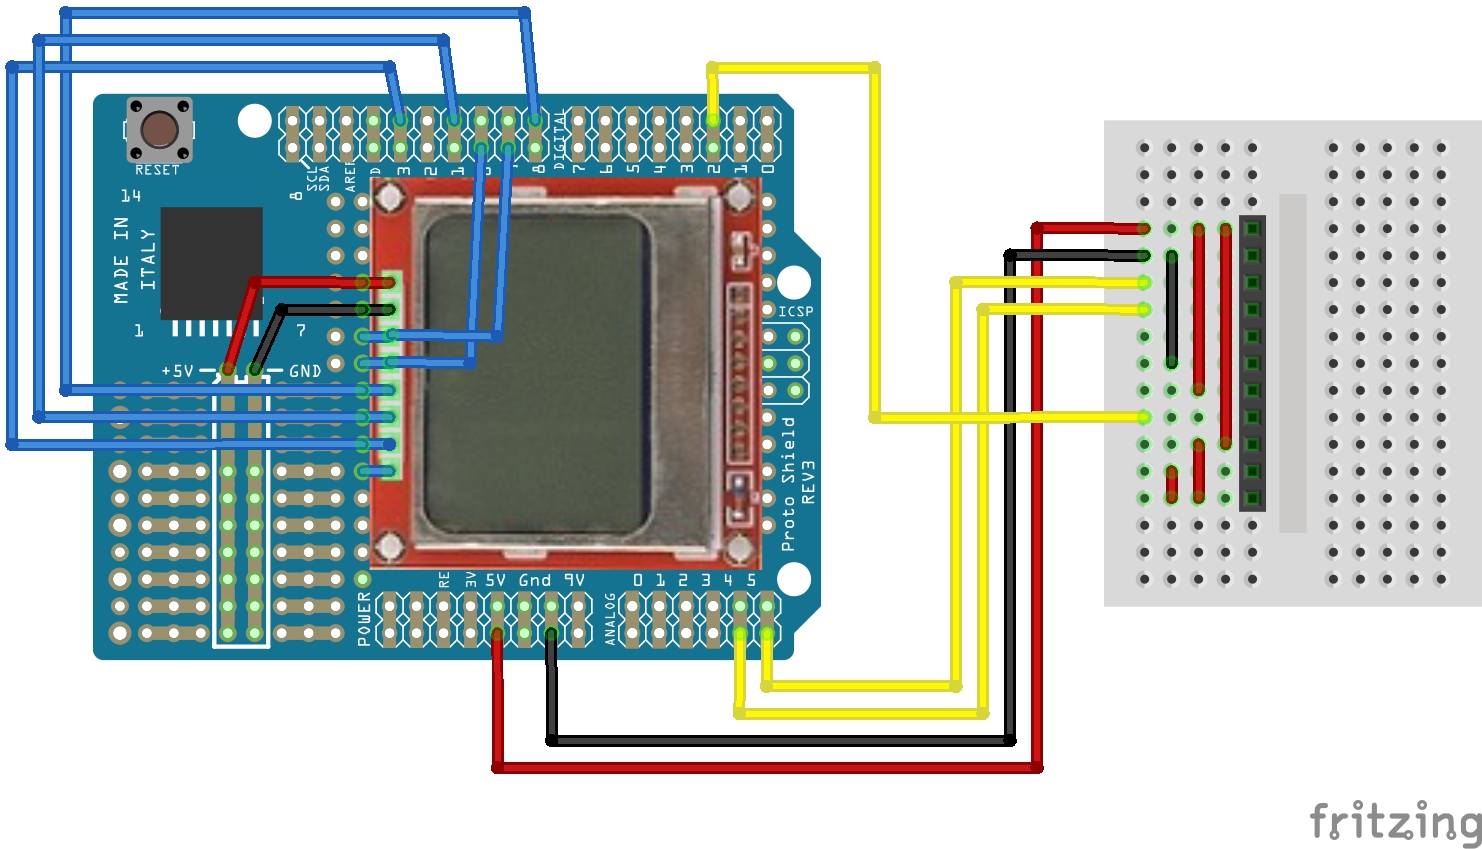 RESET
14
MADE IN
ITALY
1
7
8
SCL
SDA
AREF
D
3
2
1
8
DIGITAL
7
6
5
4
3
2
1
0
ICSP
+5V
GND
Proto Shield
REV3
POWER
RE
3V
5V Gnd 9V
ANALOG
0 1 2 3 4 5
fritzing